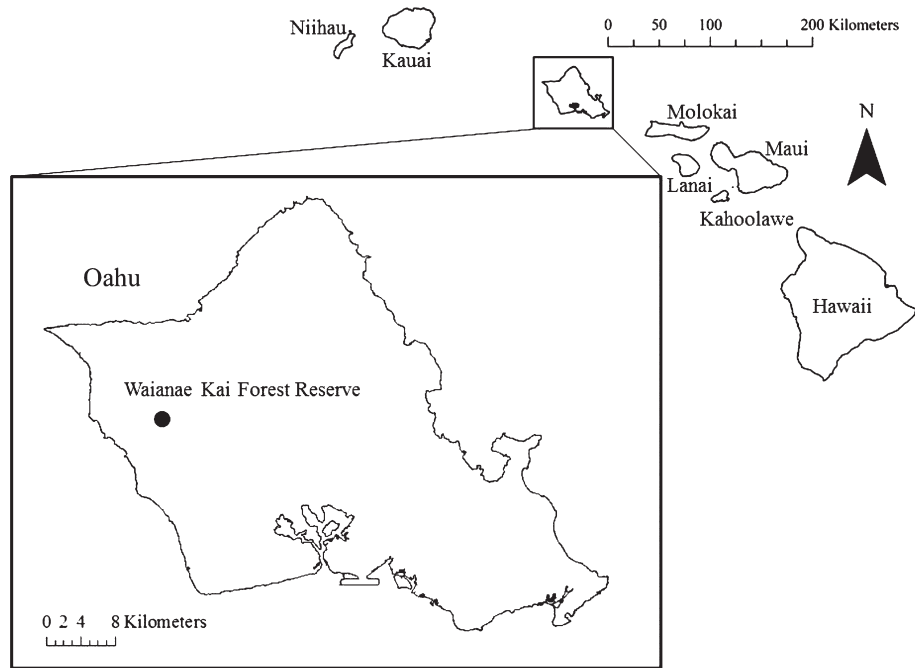 Niihau
Kauai
0 50 100 200 Kilometers
Molokai
N
Maui
Lanai
Kahoolawe
Hawaii
Oahu
Waianae Kai Forest Reserve
0 2 4 8 Kilometers